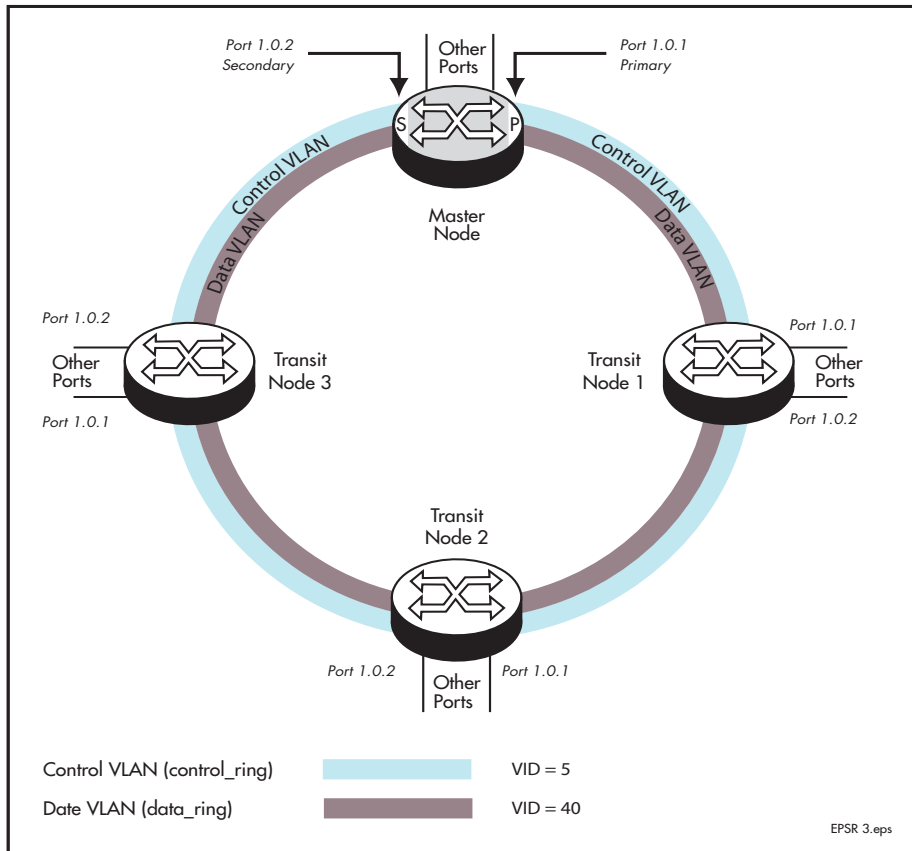 Port 1.0.2
Secondary
Other
Ports
Port 1.0.1
Primary
S
P
Control VLAN
Data VLAN
Control VLAN
Data VLAN
Master
Node
Port 1.0.2
Other
Ports
Port 1.0.1
Transit
Node 3
Transit
Node 1
Port 1.0.1
Other
Ports
Port 1.0.2
Transit
Node 2
Port 1.0.2
Other
Ports
Port 1.0.1
Control VLAN (control_ring)
VID = 5
Date VLAN (data_ring)
VID = 40
EPSR 3.eps